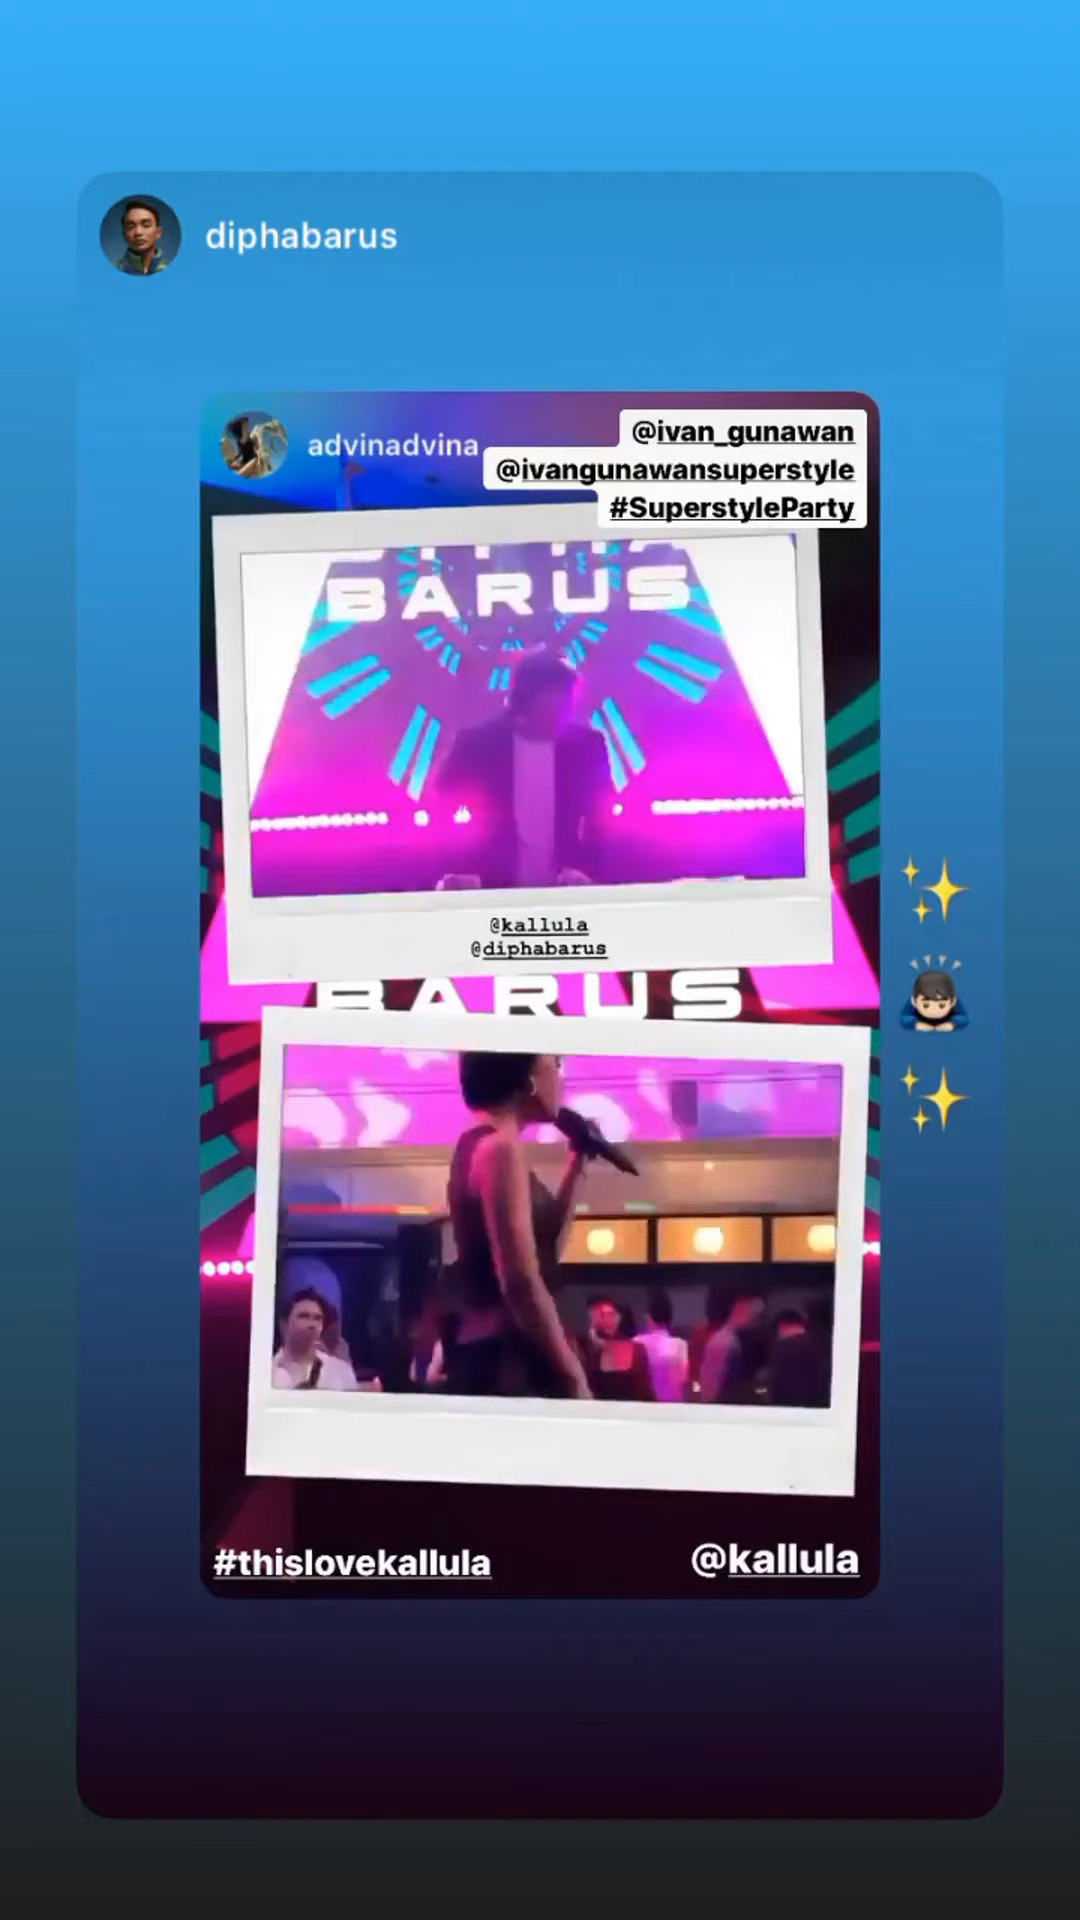 diphabarus
advinadvina
@ivan_gunawan
@ivangunawansuperstyle
#SuperstyleParty
BARUS
@kallula
@diphabarus
BARUS
#thislovekallula
@kallula